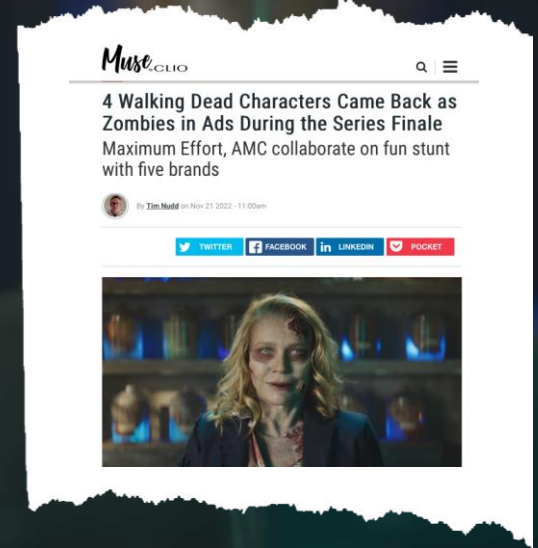 Muse by CLIO
4 Walking Dead Characters Came Back as
Zombies in Ads During the Series Finale
Maximum Effort, AMC collaborate on fun stunt
with five brands
By Tim Nudd on Nov 21 2022 - 11:00am
TWITTER FACEBOOK in LINKEDIN POCKET